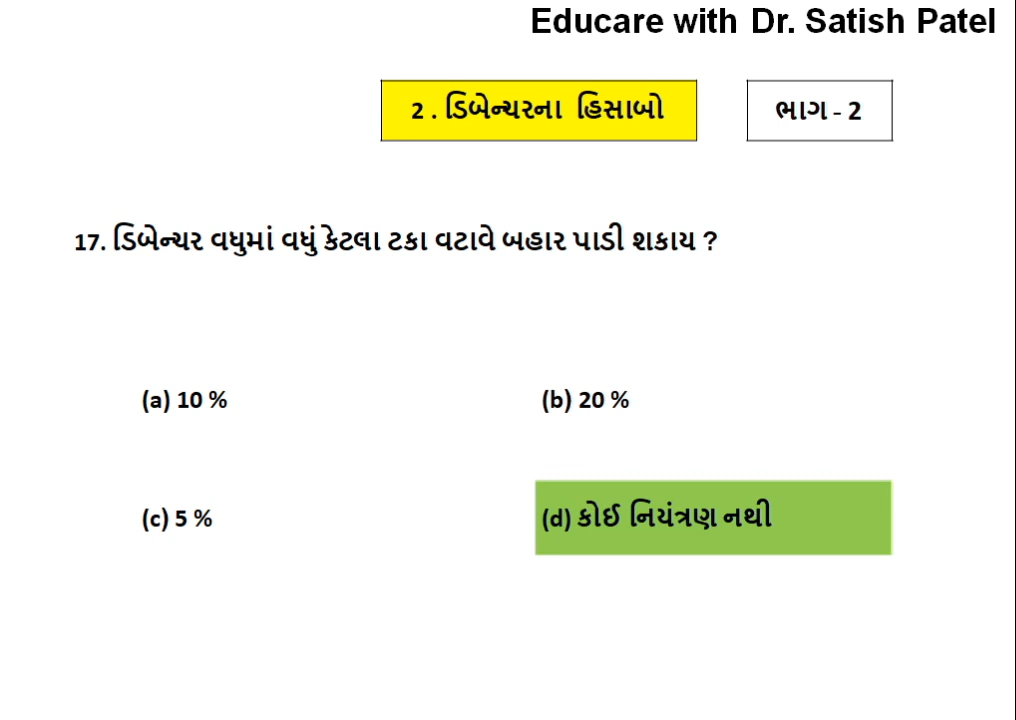 Educare with Dr. Satish Patel
2 . ડિબેન્ચરના હિસાબો
ભાગ - 2
17. ડિબેન્ચર વધુમાં વધું કેટલા ટકા વટાવે બહાર પાડી શકાય ?
(a) 10 %
(b) 20 %
(c) 5 %
(d) કોઈ નિયંત્રણ નથી